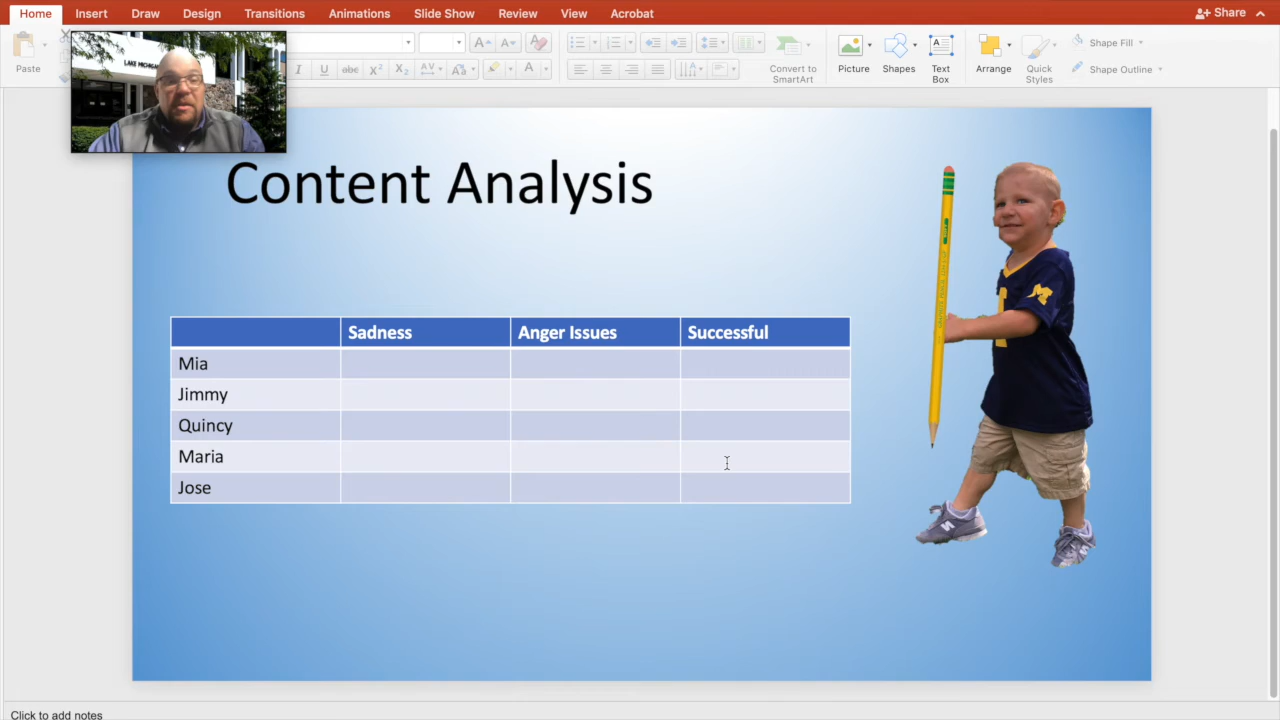 Home Insert Draw Design Transitions Animations Slide Show Review View Acrobat Share
Paste
LAKE MICHIGAN
Convert to
SmartArt
Picture
Shapes
Text
Box
Arrange
Quick
Styles
Shape Fill
Shape Outline
Content Analysis
Sadness Anger Issues Successful
Mia
Jimmy
Quincy
Maria
Jose
Click to add notes